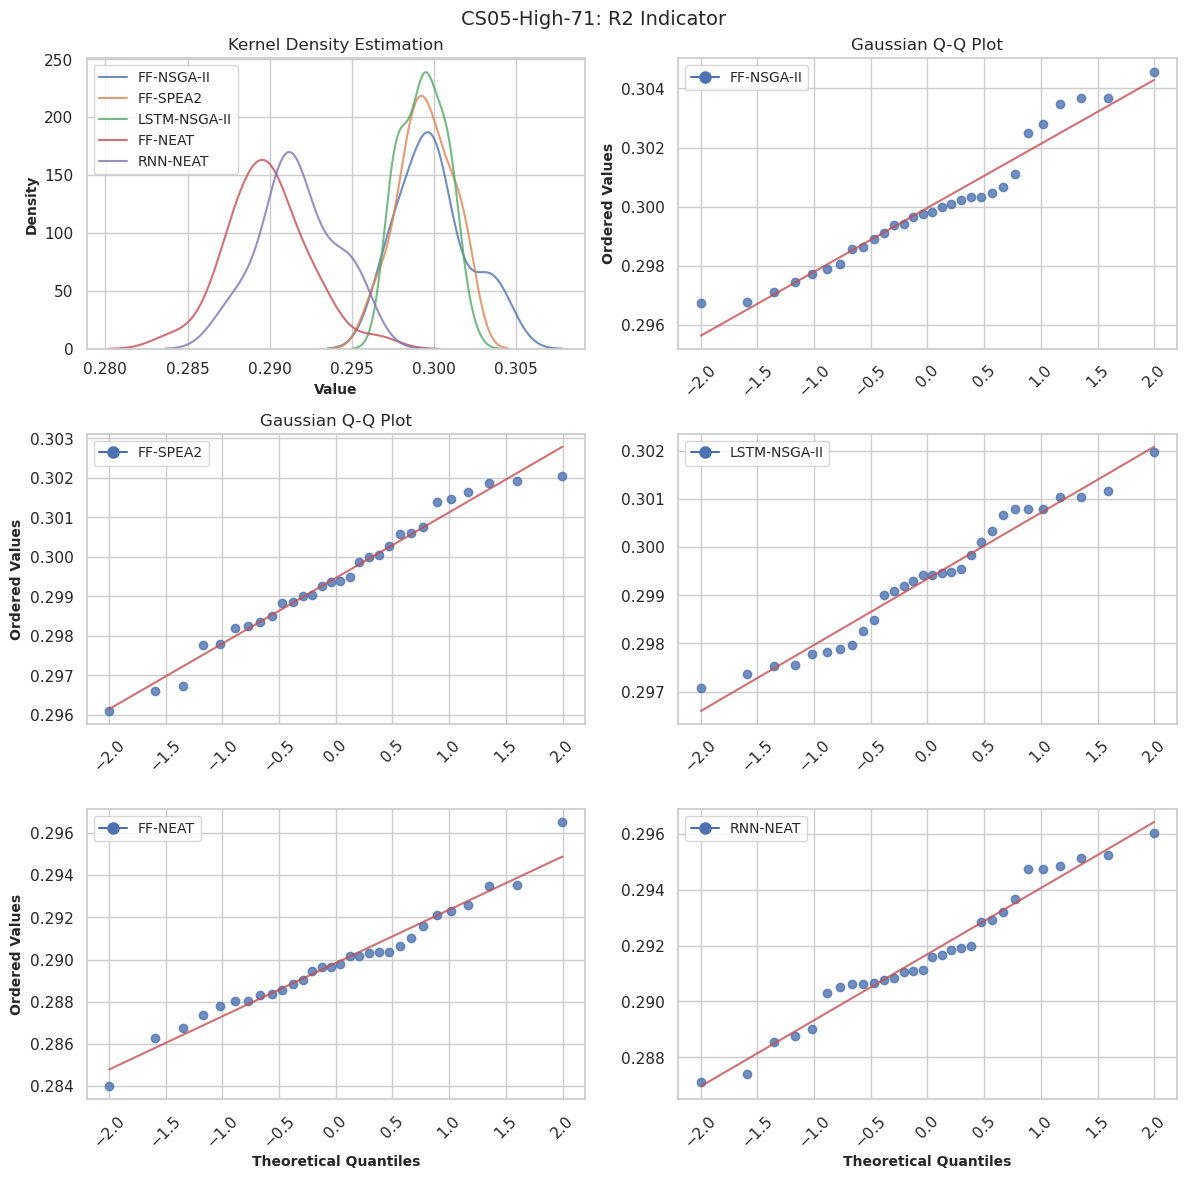 CS05-High-71: R2 Indicator
Kernel Density Estimation
250
200
150
100
50
0
Density
FF-NSGA-II
FF-SPEA2
LSTM-NSGA-II
FF-NEAT
RNN-NEAT
0.280 0.285 0.290 0.295 0.300 0.305
Value
Gaussian Q-Q Plot
0.304
0.302
0.300
0.298
0.296
Ordered Values
FF-NSGA-II
−2.0 −1.5 −1.0 −0.5 0.0 0.5 1.0 1.5 2.0
Gaussian Q-Q Plot
0.303
0.302
0.301
0.300
0.299
0.298
0.297
0.296
Ordered Values
FF-SPEA2
−2.0 −1.5 −1.0 −0.5 0.0 0.5 1.0 1.5 2.0
0.302
0.301
0.300
0.299
0.298
0.297
LSTM-NSGA-II
−2.0 −1.5 −1.0 −0.5 0.0 0.5 1.0 1.5 2.0
0.296
0.294
0.292
0.290
0.288
0.286
0.284
Ordered Values
FF-NEAT
−2.0 −1.5 −1.0 −0.5 0.0 0.5 1.0 1.5 2.0
Theoretical Quantiles
0.296
0.294
0.292
0.290
0.288
RNN-NEAT
−2.0 −1.5 −1.0 −0.5 0.0 0.5 1.0 1.5 2.0
Theoretical Quantiles